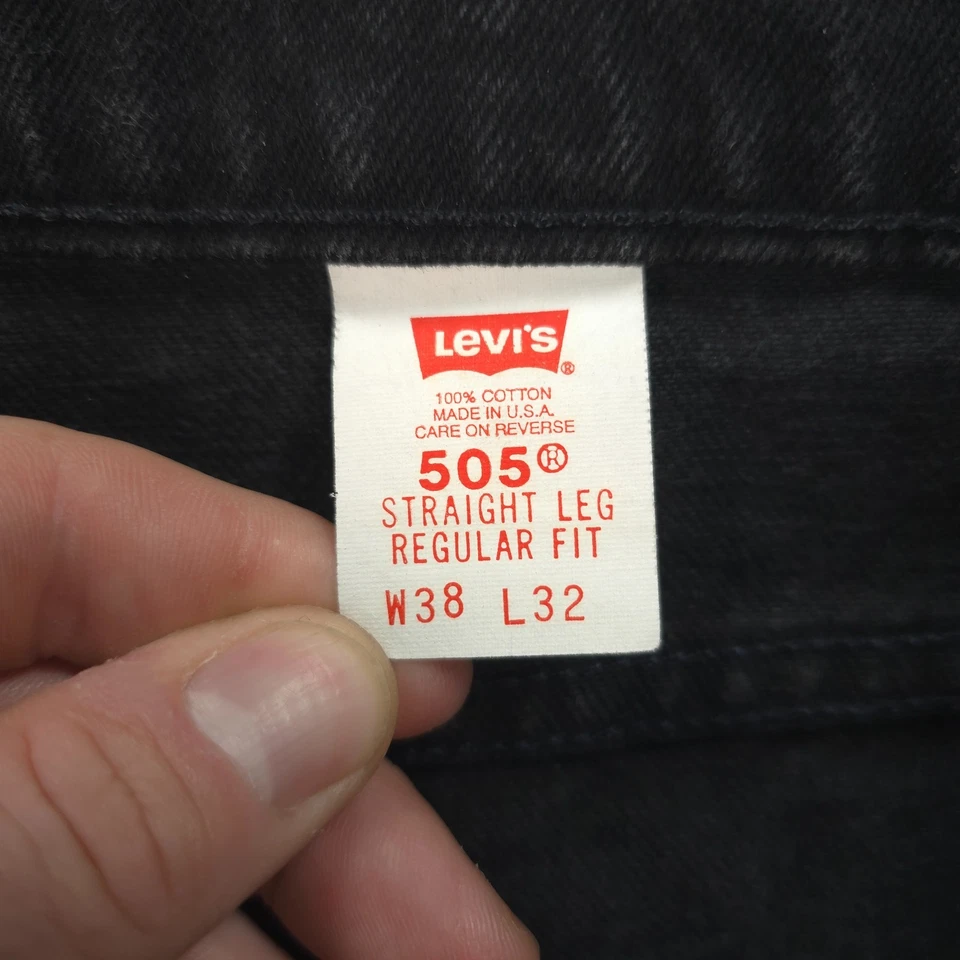 Levi's®
100% COTTON
MADE IN U.S.A.
CARE ON REVERSE
505®
STRAIGHT LEG
REGULAR FIT
W38 L32